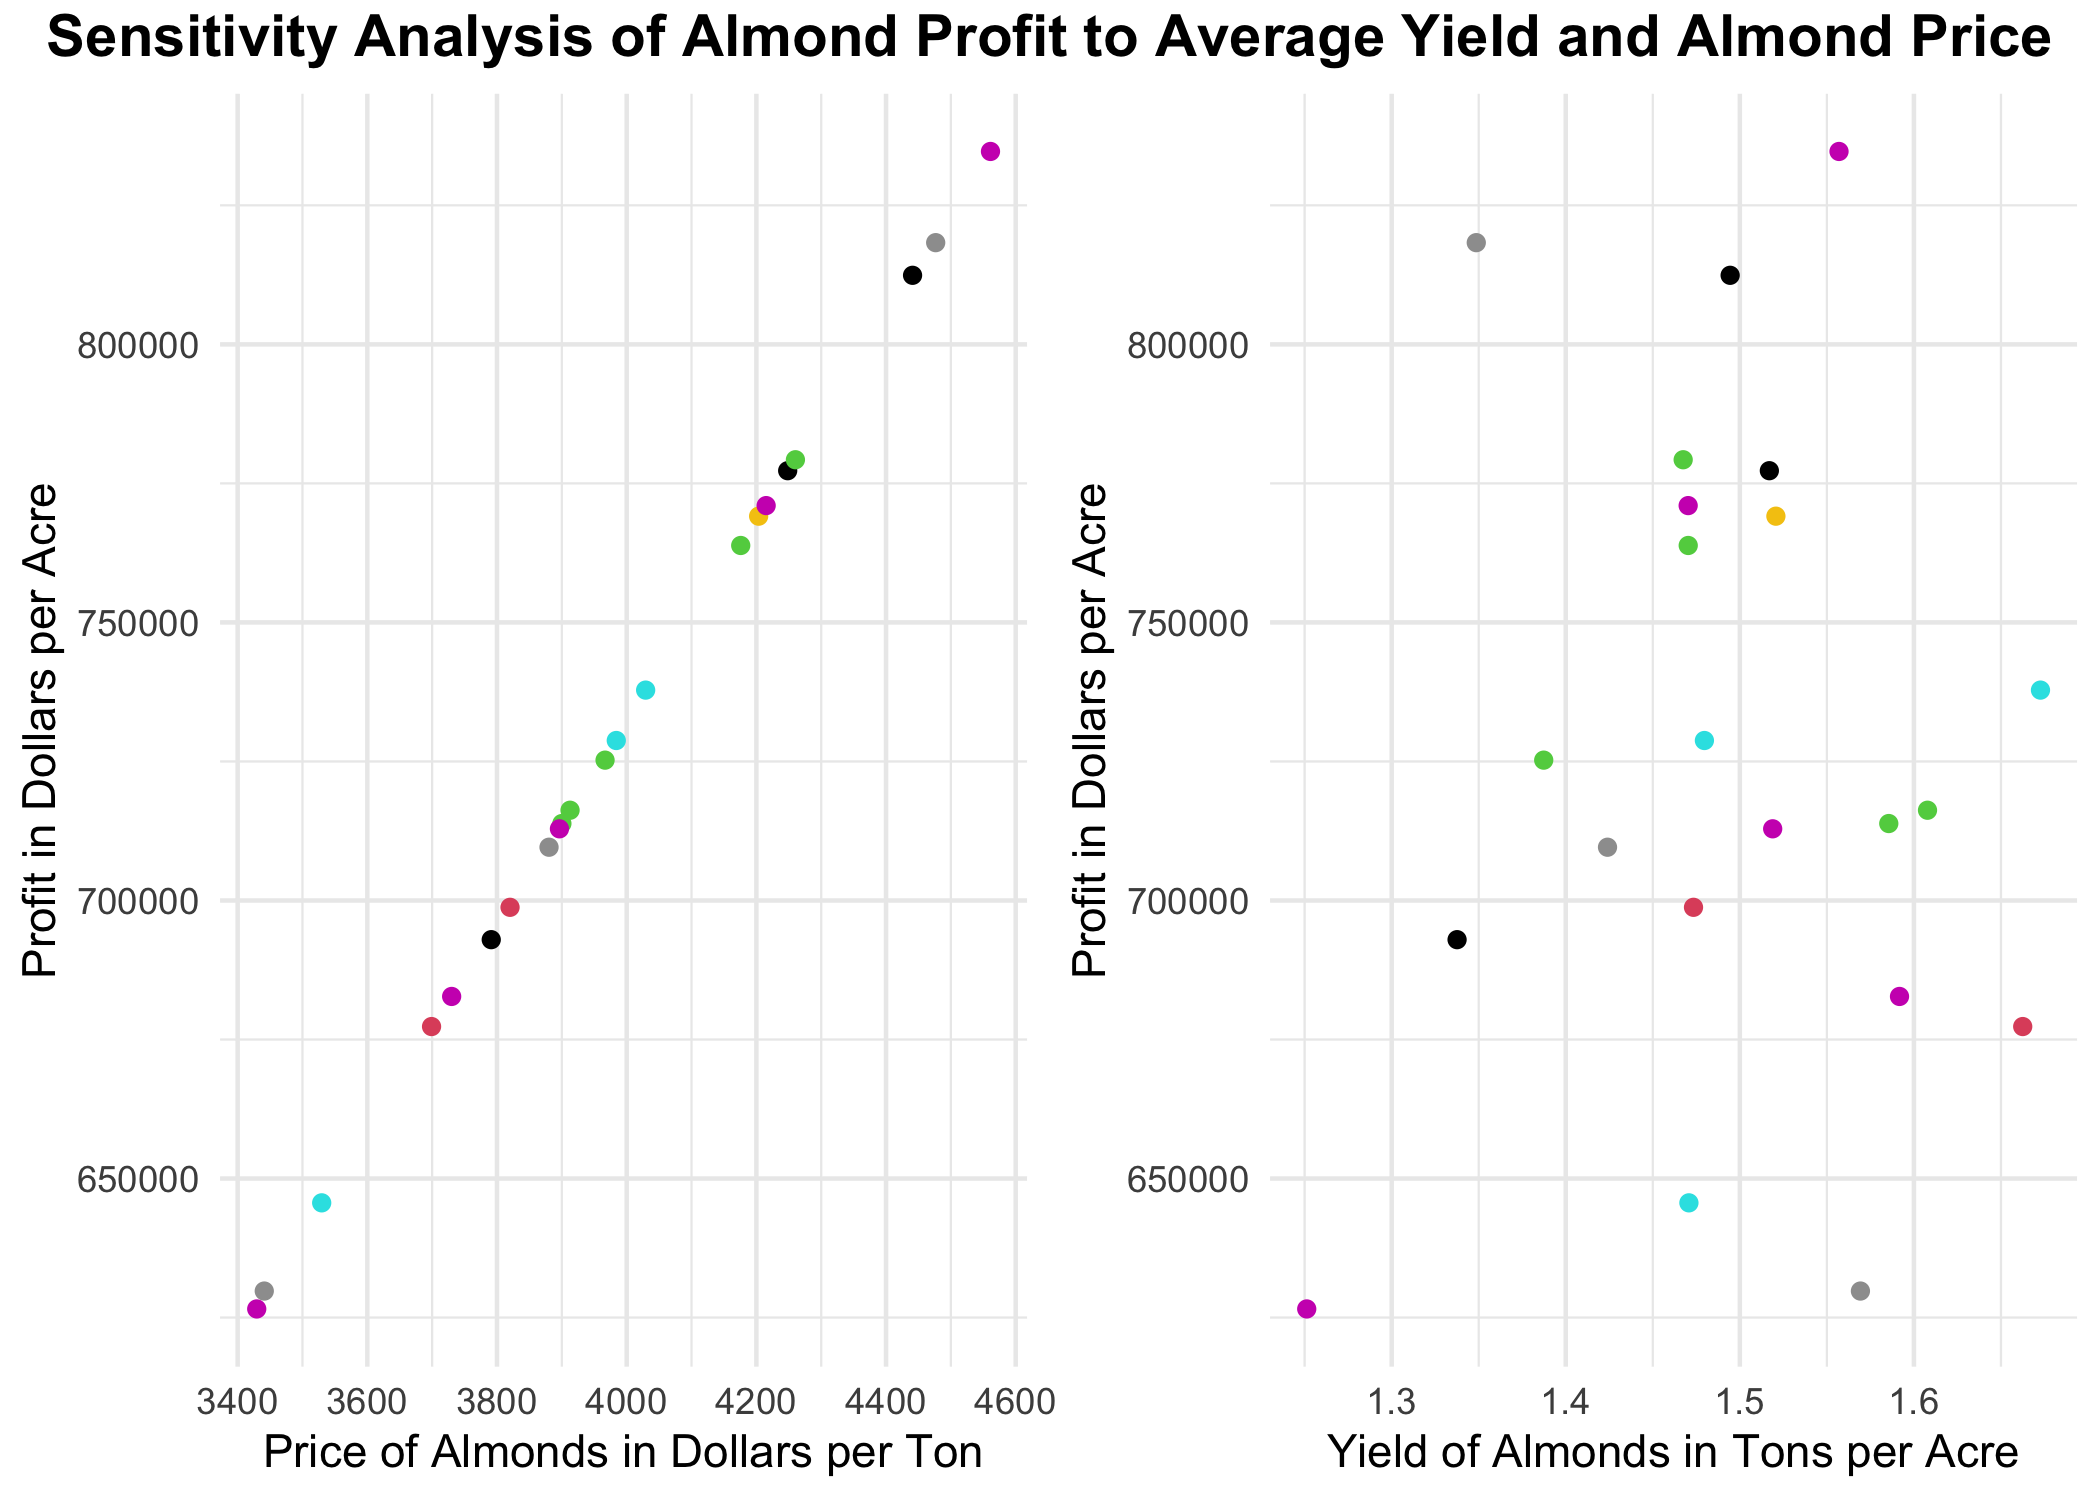 Sensitivity Analysis of Almond Profit to Average Yield and Almond Price
Profit in Dollars per Acre
800000
750000
700000
650000
3400 3600 3800 4000 4200 4400 4600
Price of Almonds in Dollars per Ton
Profit in Dollars per Acre
800000
750000
700000
650000
1.3 1.4 1.5 1.6
Yield of Almonds in Tons per Acre